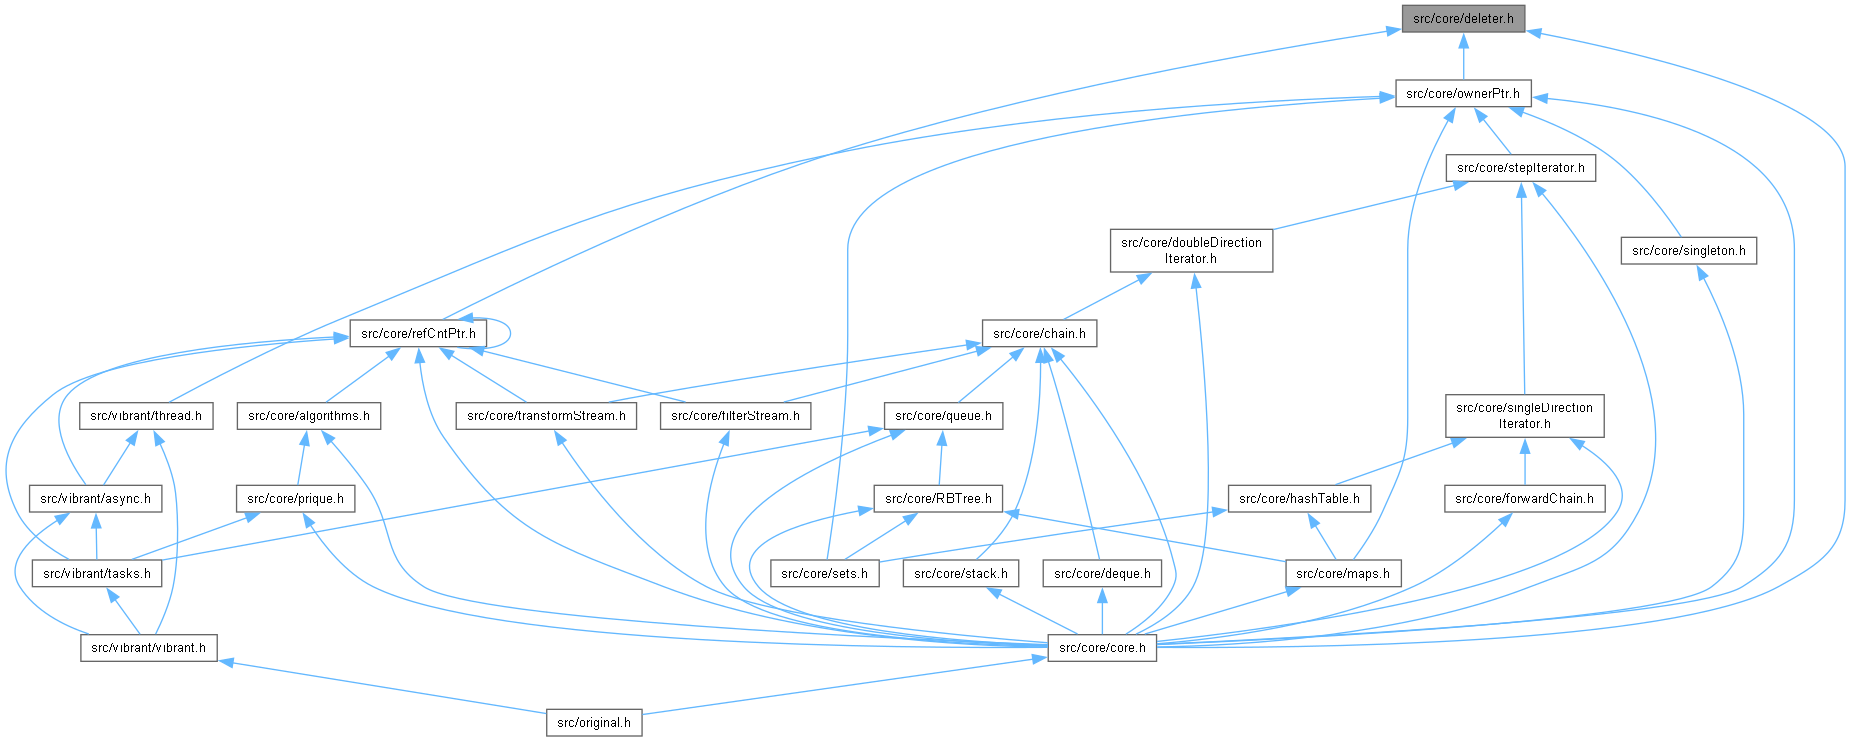 src/core/deleter.h
src/core/ownerPtr.h
src/core/stepIterator.h
src/core/doubleDirection
Iterator.h
src/core/singleton.h
src/core/refCntPtr.h
src/core/chain.h
src/vibrant/thread.h
src/core/algorithms.h
src/core/transformStream.h
src/core/filterStream.h
src/core/queue.h
src/core/singleDirection
Iterator.h
src/vibrant/async.h
src/core/prique.h
src/core/RBTree.h
src/core/hashTable.h
src/core/forwardChain.h
src/vibrant/tasks.h
src/core/sets.h
src/core/stack.h
src/core/deque.h
src/core/maps.h
src/vibrant/vibrant.h
src/core/core.h
src/original.h